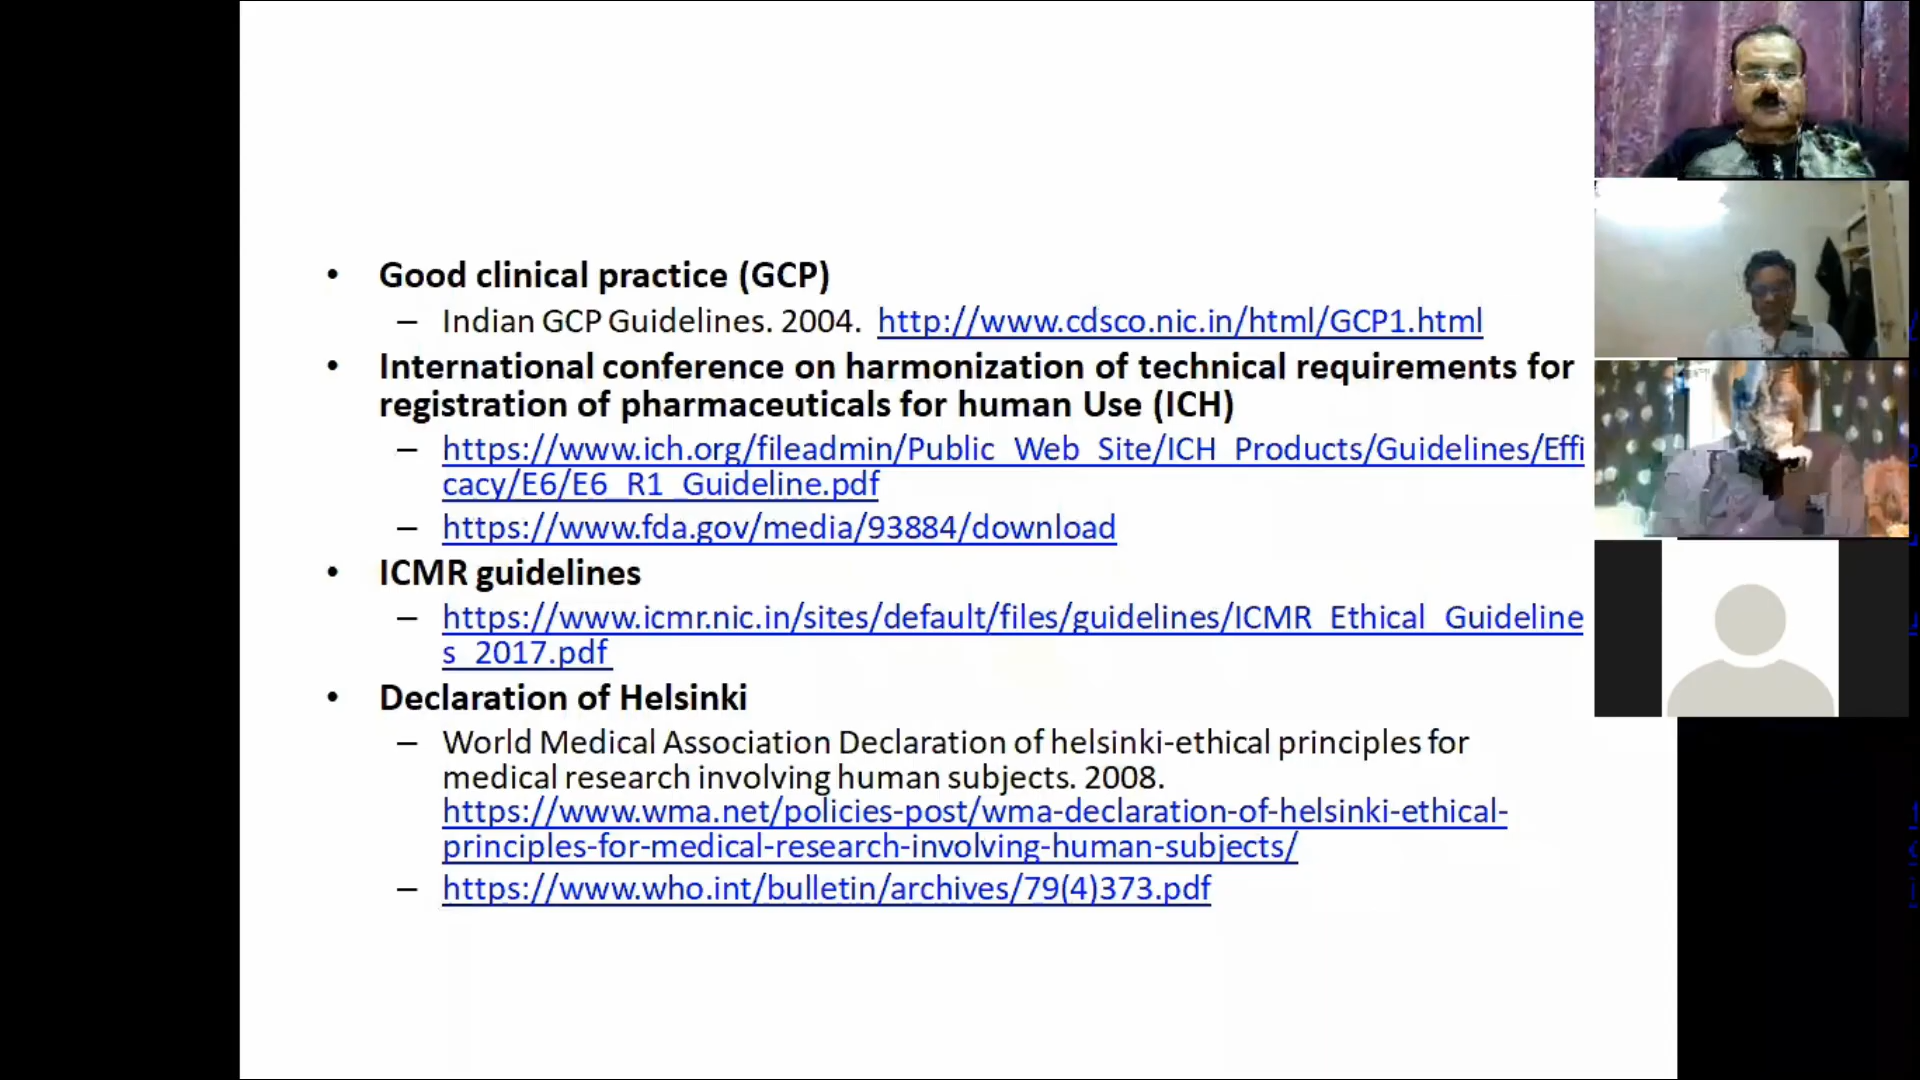 • Good clinical practice (GCP)
– Indian GCP Guidelines. 2004. http://www.cdsco.nic.in/html/GCP1.html
• International conference on harmonization of technical requirements for
registration of pharmaceuticals for human Use (ICH)
– https://www.ich.org/fileadmin/Public_Web_Site/ICH_Products/Guidelines/Effi
cacy/E6/E6_R1_Guideline.pdf
– https://www.fda.gov/media/93884/download
• ICMR guidelines
– https://www.icmr.nic.in/sites/default/files/guidelines/ICMR_Ethical_Guideline
s_2017.pdf
• Declaration of Helsinki
– World Medical Association Declaration of helsinki-ethical principles for
medical research involving human subjects. 2008.
https://www.wma.net/policies-post/wma-declaration-of-helsinki-ethical-
principles-for-medical-research-involving-human-subjects/
– https://www.who.int/bulletin/archives/79(4)373.pdf